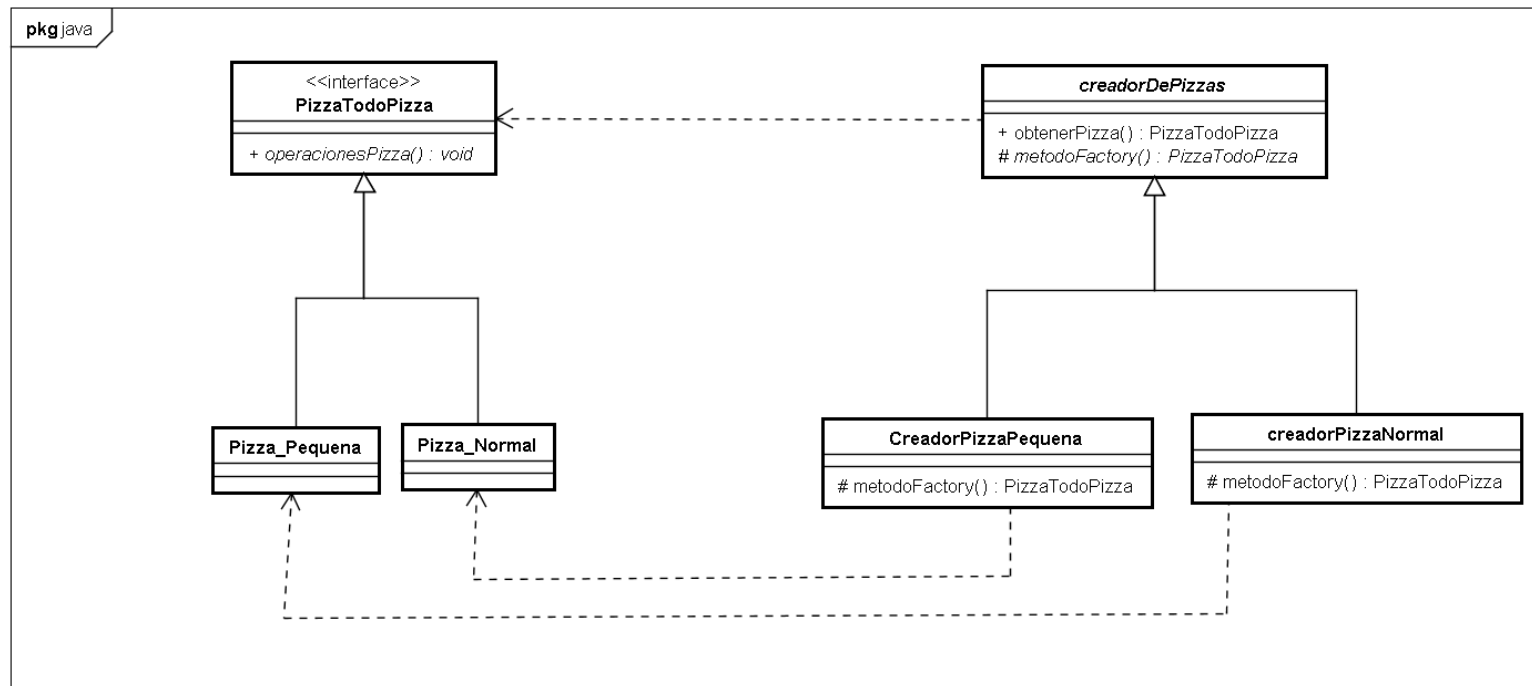 pkg java
<<interface>>
PizzaTodoPizza
+ operacionesPizza() : void
creadorDePizzas
+ obtenerPizza() : PizzaTodoPizza
# metodoFactory() : PizzaTodoPizza
Pizza_Pequena
Pizza_Normal
CreadorPizzaPequena
# metodoFactory() : PizzaTodoPizza
creadorPizzaNormal
# metodoFactory() : PizzaTodoPizza